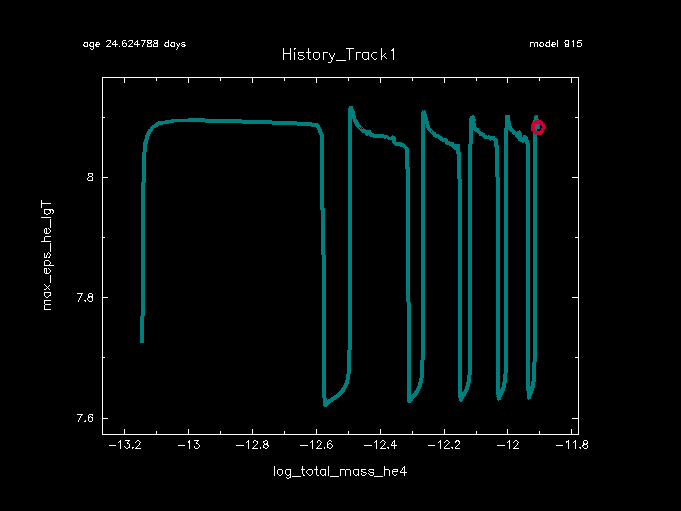 age 24.624788 days
model 915
History_Track1
max_eps_he_lgT
8
7.8
7.6
−13.2 −13 −12.8 −12.6 −12.4 −12.2 −12 −11.8
log_total_mass_he4